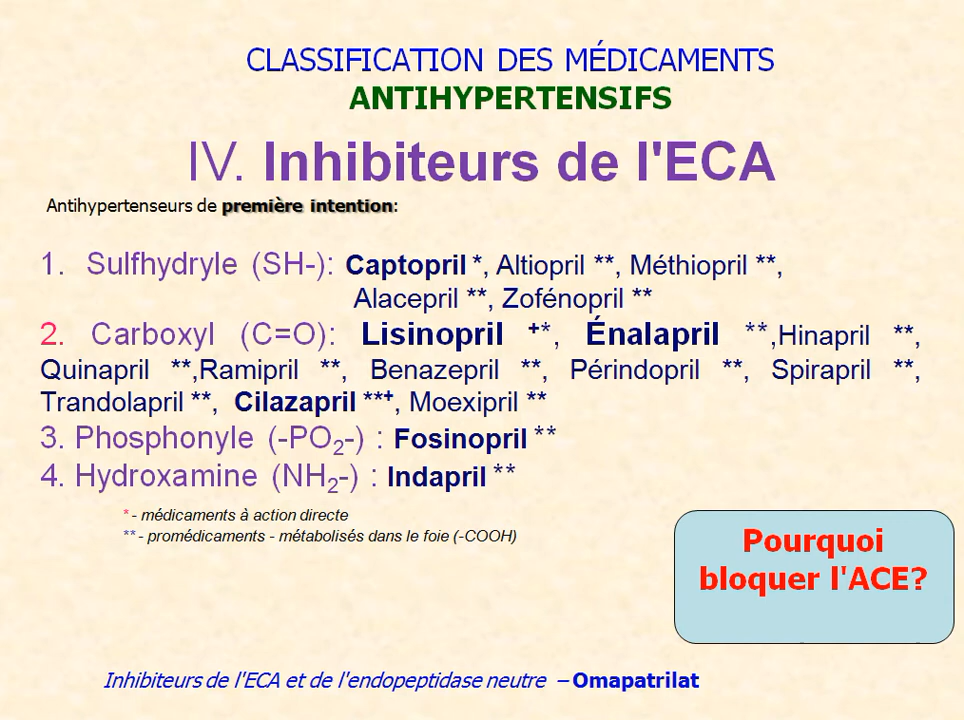 CLASSIFICATION DES MÉDICAMENTS
ANTIHYPERTENSIFS
IV. Inhibiteurs de l'ECA
Antihypertenseurs de première intention:
1. Sulfhydryle (SH-): Captopril *, Altiopril **, Méthiopril **,
Alacepril **, Zofénopril **
2. Carboxyl (C=O): Lisinopril +*, Énalapril **,Hinapril **,
Quinapril **,Ramipril **, Benazepril **, Périndopril **, Spirapril **,
Trandolapril **, Cilazapril **+, Moexipril **
3. Phosphonyle (-PO2-) : Fosinopril **
4. Hydroxamine (NH2-) : Indapril **
* - médicaments à action directe
** - promédicaments - métabolisés dans le foie (-COOH)
Pourquoi
bloquer l'ACE?
Inhibiteurs de l'ECA et de l'endopeptidase neutre – Omapatrilat